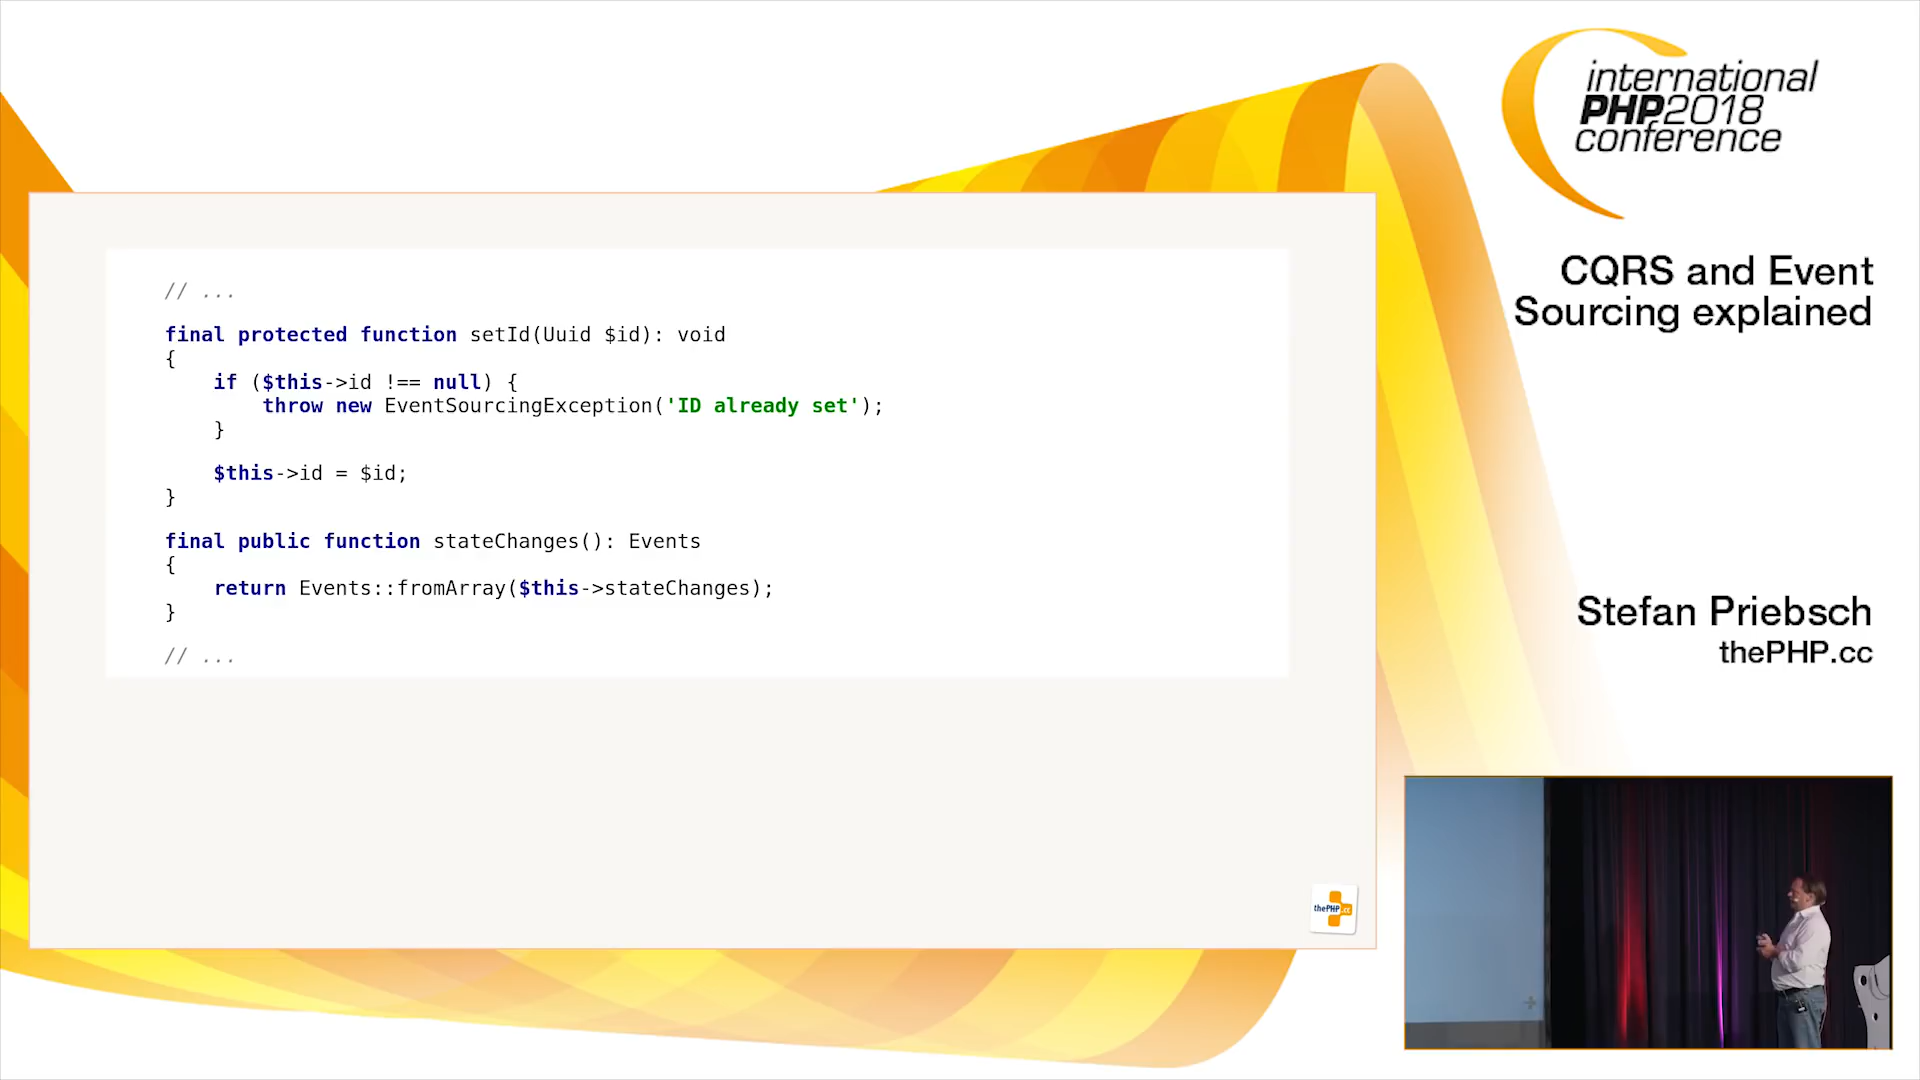 international
PHP2018
conference
CQRS and Event
Sourcing explained
// ...
final protected function setId(Uuid $id): void
{
if ($this->id !== null) {
throw new EventSourcingException('ID already set');
}
$this->id = $id;
}
final public function stateChanges(): Events
{
return Events::fromArray($this->stateChanges);
}
// ...
Stefan Priebsch
thePHP.cc
thePHP.cc